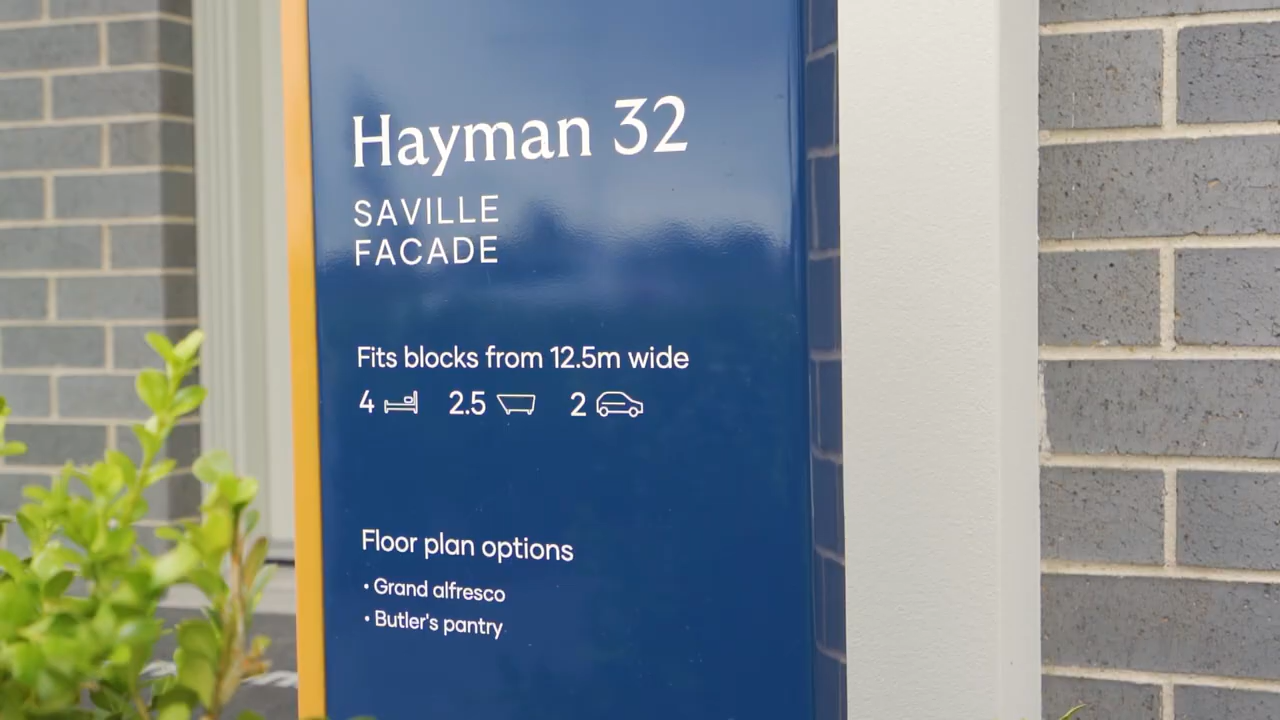 Hayman 32
SAVILLE
FACADE
Fits blocks from 12.5m wide
4 2.5 2
Floor plan options
• Grand alfresco
• Butler's pantry